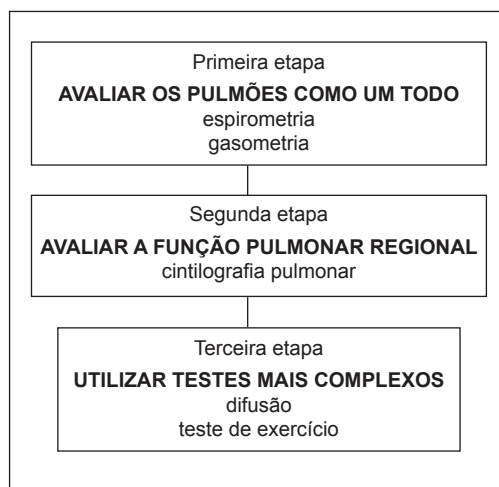 Primeira etapa
AVALIAR OS PULMÕES COMO UM TODO
espirometria
gasometria
Segunda etapa
AVALIAR A FUNÇÃO PULMONAR REGIONAL
cintilografia pulmonar
Terceira etapa
UTILIZAR TESTES MAIS COMPLEXOS
difusão
teste de exercício